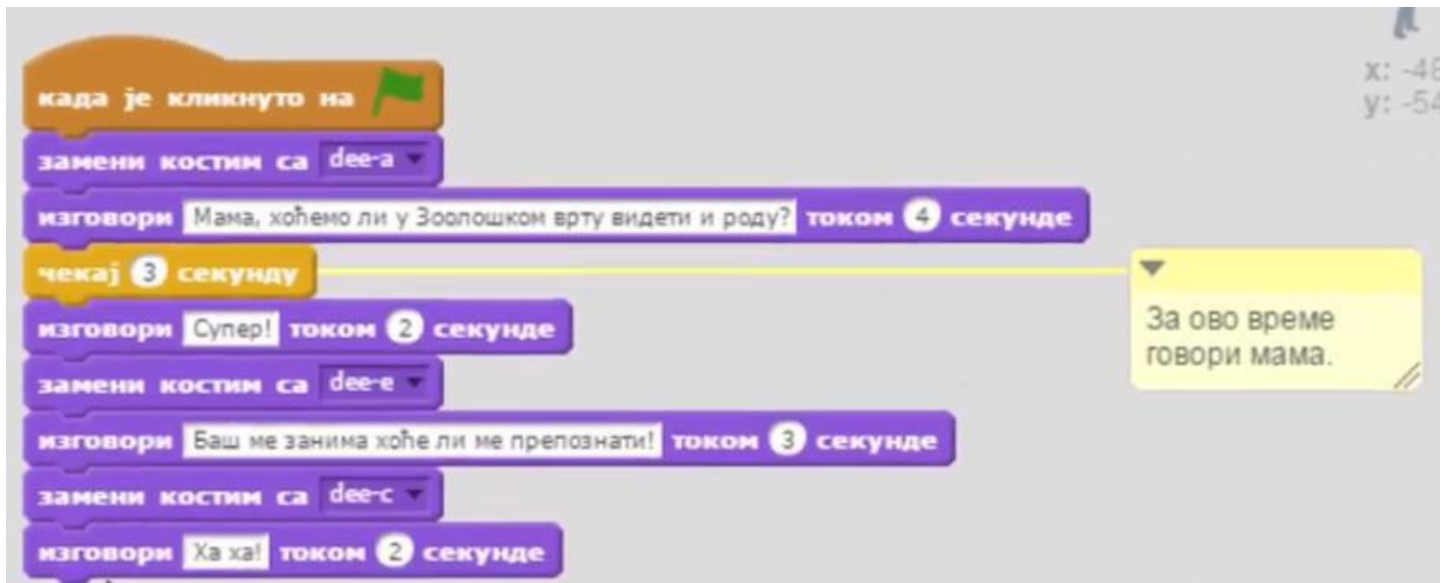 када је кликнуто на
замени костим са dee-a
изговори Мама, хоћемо ли у Зоолошком врту видети и роду? током 4 секунде
чекај 3 секунду
изговори Супер! током 2 секунде
замени костим са dee-e
изговори Баш ме занима хоће ли ме препознати! током 3 секунде
замени костим са dee-c
изговори Ха ха! током 2 секунде
За ово време
говори мама.
x: -48
y: -54